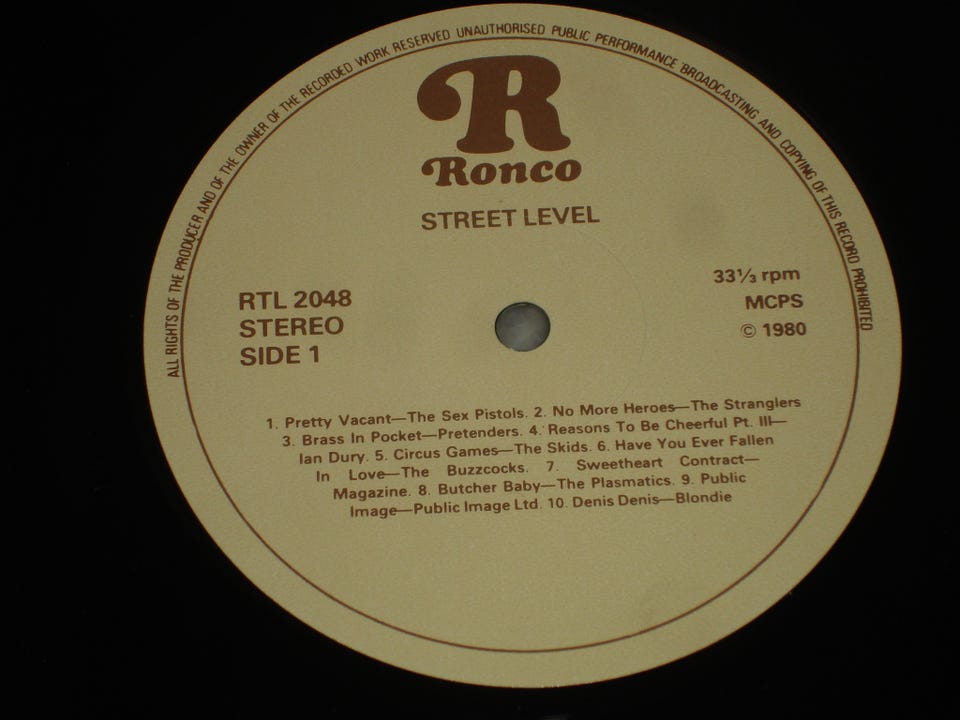 ALL RIGHTS OF THE PRODUCER AND OF THE OWNER OF THE RECORDED WORK RESERVED UNAUTHORISED PUBLIC PERFORMANCE BROADCASTING AND COPYING OF THIS RECORD PROHIBITED
R
Ronco
STREET LEVEL
RTL 2048
STEREO
SIDE 1
33⅓ rpm
MCPS
© 1980
1. Pretty Vacant—The Sex Pistols. 2. No More Heroes—The Stranglers
3. Brass In Pocket—Pretenders. 4. Reasons To Be Cheerful Pt. III—
Ian Dury. 5. Circus Games—The Skids. 6. Have You Ever Fallen
In Love—The Buzzcocks. 7. Sweetheart Contract—
Magazine. 8. Butcher Baby—The Plasmatics. 9. Public
Image—Public Image Ltd. 10. Denis Denis—Blondie